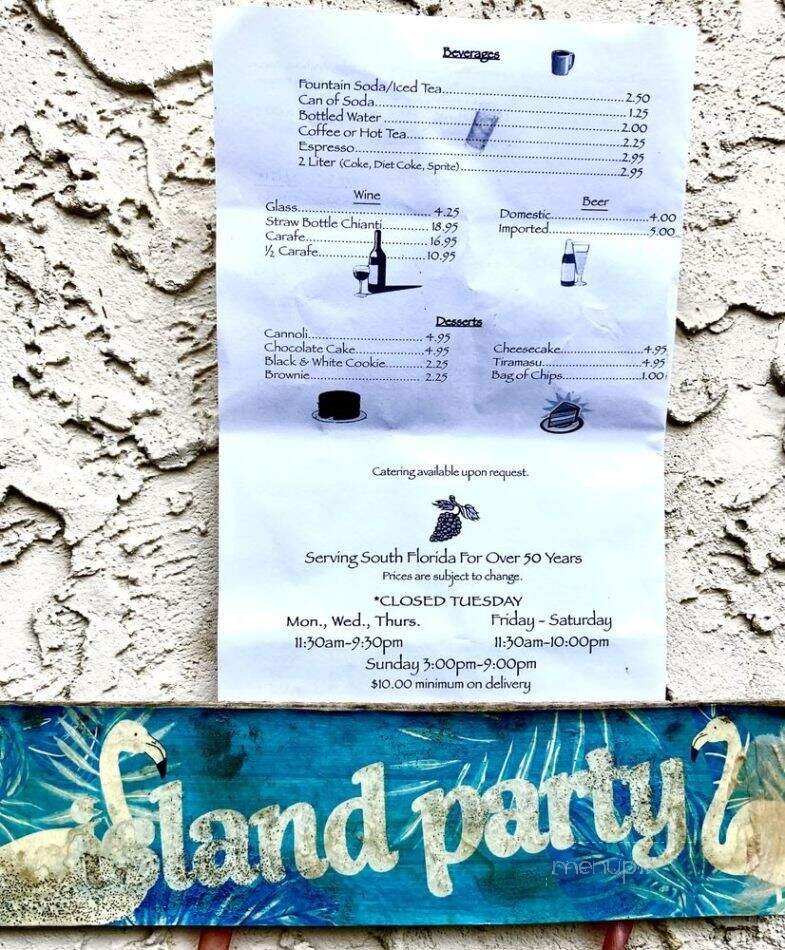 Beverages
Fountain Soda/Iced Tea 2.50
Can of Soda 1.25
Bottled Water 2.00
Coffee or Hot Tea 2.25
Espresso 2.95
2 Liter (Coke, Diet Coke, Sprite) 2.95
Wine
Glass 4.25
Straw Bottle Chianti 18.95
Carafe 16.95
½ Carafe 10.95
Beer
Domestic 4.00
Imported 5.00
Desserts
Cannoli 4.95
Chocolate Cake 4.95
Black & White Cookie 2.25
Brownie 2.25
Cheesecake 4.95
Tiramasu 4.95
Bag of Chips 1.00
Catering available upon request.
Serving South Florida For Over 50 Years
Prices are subject to change.
*CLOSED TUESDAY
Mon., Wed., Thurs.
11:30am-9:30pm
Friday - Saturday
11:30am-10:00pm
Sunday 3:00pm-9:00pm
$10.00 minimum on delivery
island party